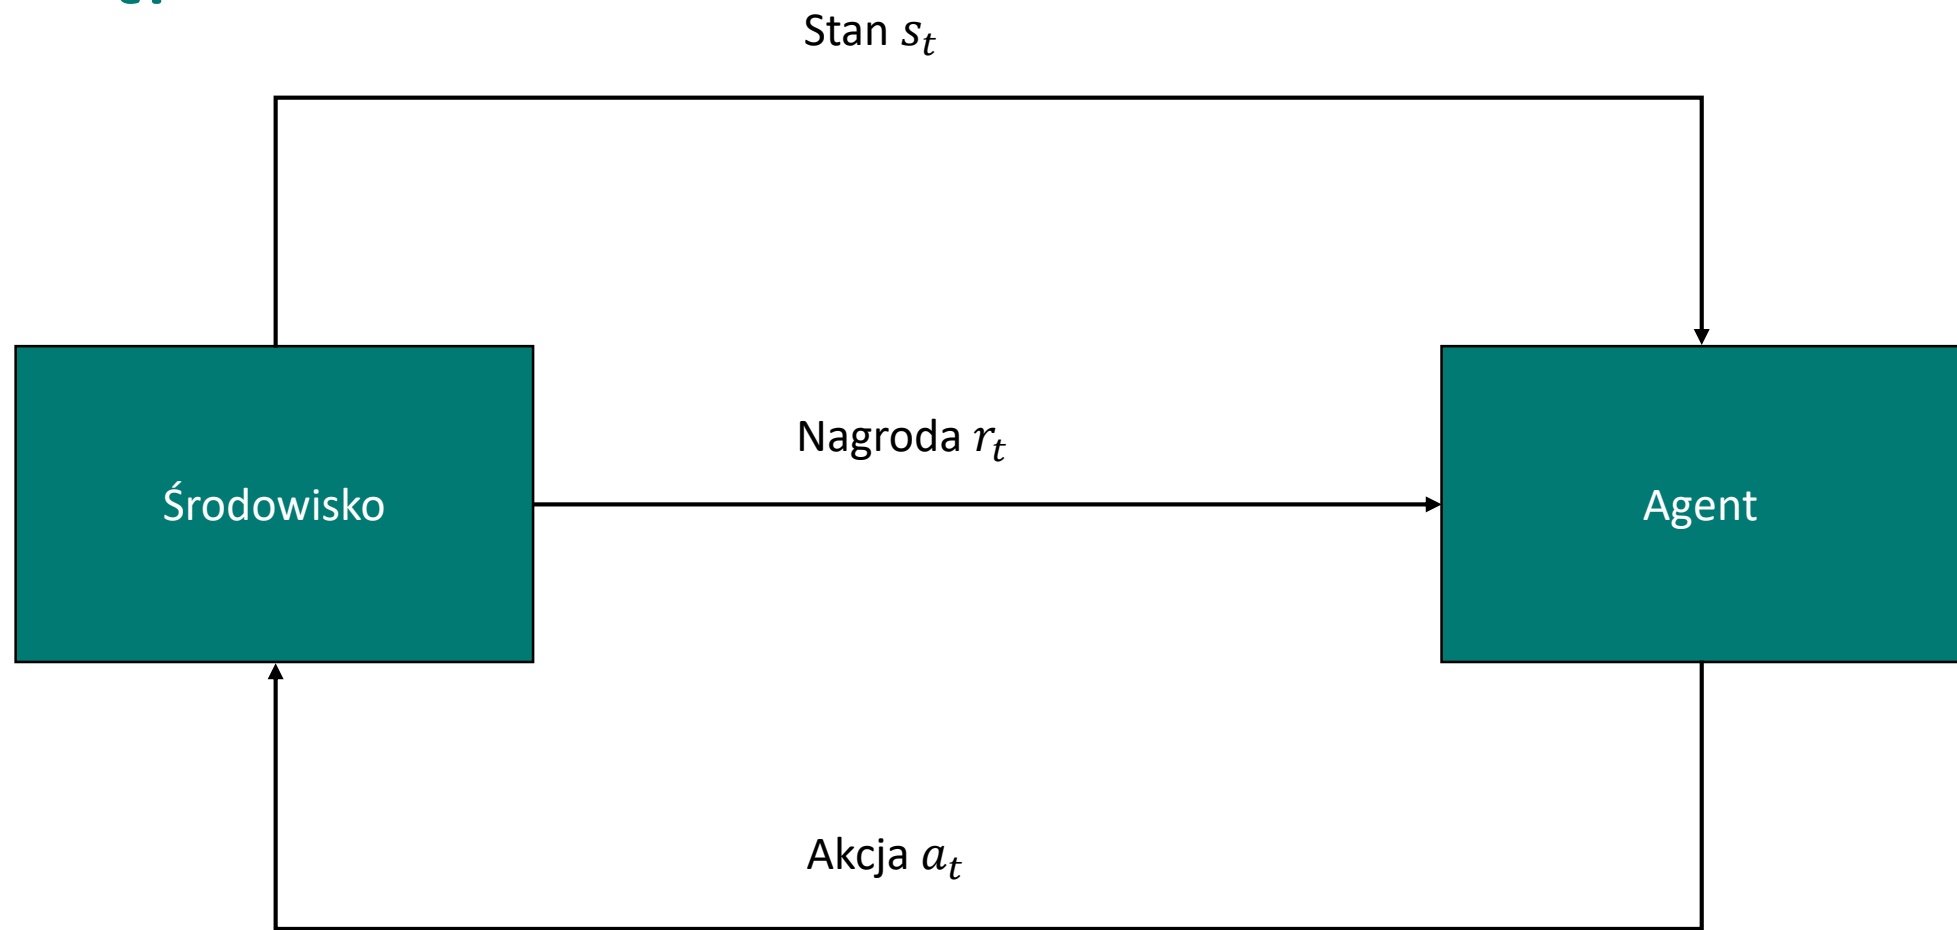 Stan s_t
Nagroda r_t
Środowisko
Agent
Akcja a_t